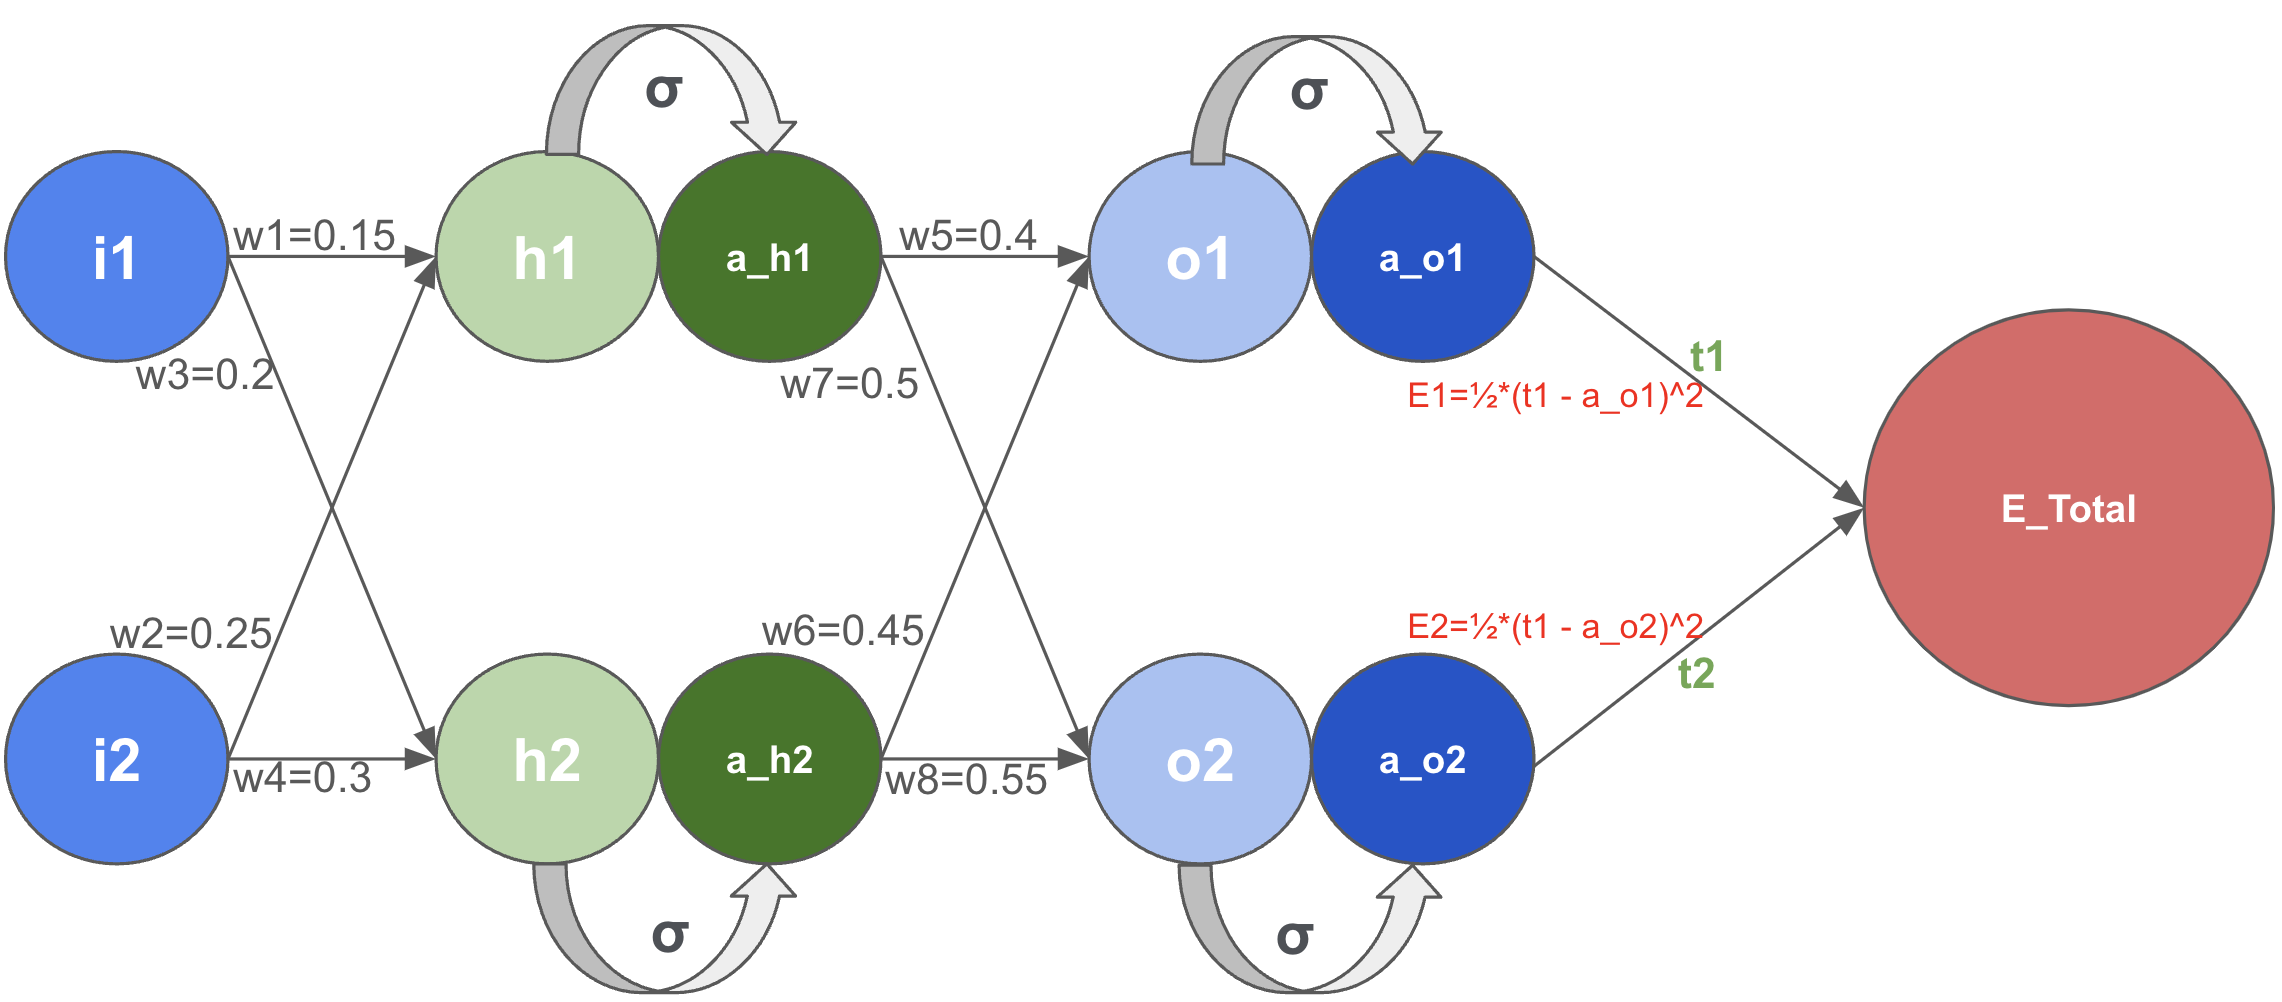 σ
σ
i1
w1=0.15
h1
a_h1
w5=0.4
o1
a_o1
w3=0.2
w7=0.5
t1
E1=½*(t1 - a_o1)^2
E_Total
w2=0.25
w6=0.45
E2=½*(t1 - a_o2)^2
t2
i2
w4=0.3
h2
a_h2
w8=0.55
o2
a_o2
σ
σ